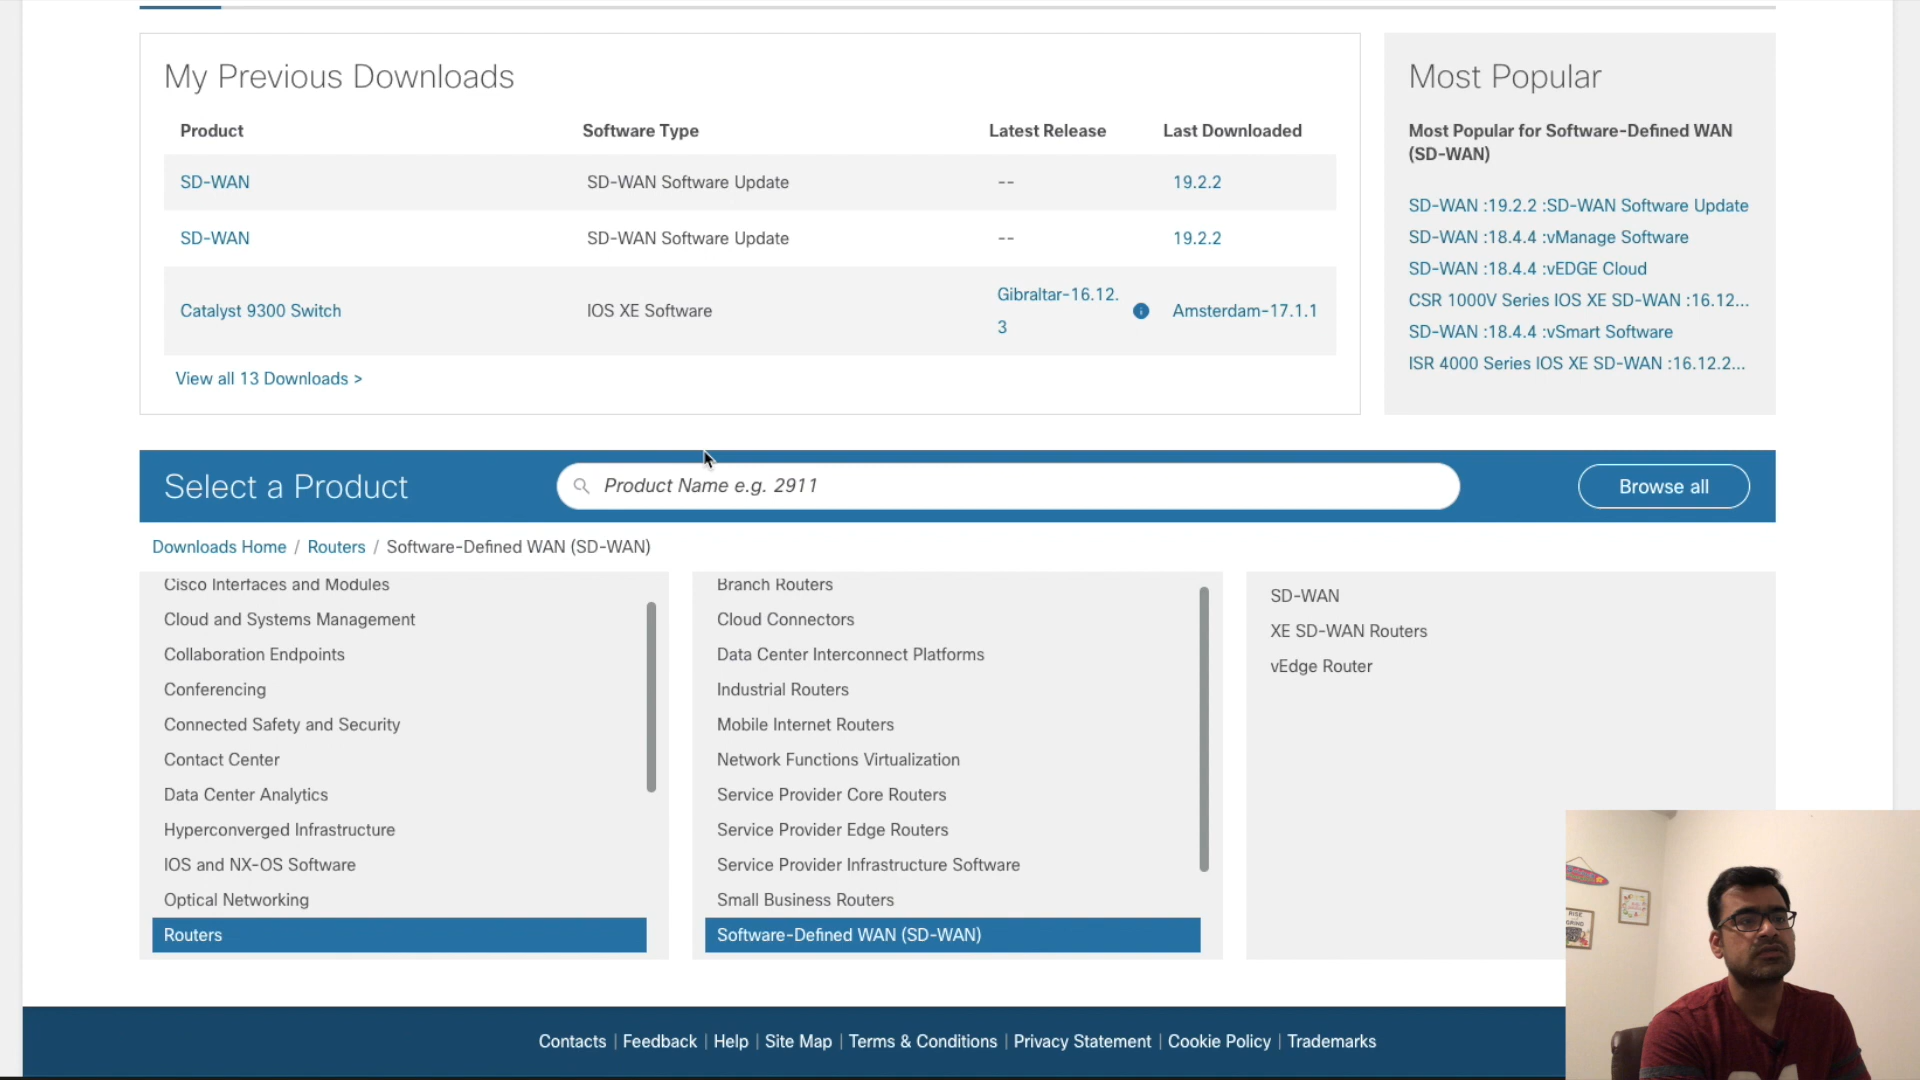 My Previous Downloads
Product Software Type Latest Release Last Downloaded
SD-WAN SD-WAN Software Update -- 19.2.2
SD-WAN SD-WAN Software Update -- 19.2.2
Catalyst 9300 Switch IOS XE Software Gibraltar-16.12.
3 Amsterdam-17.1.1
View all 13 Downloads >
Most Popular
Most Popular for Software-Defined WAN
(SD-WAN)
SD-WAN :19.2.2 :SD-WAN Software Update
SD-WAN :18.4.4 :vManage Software
SD-WAN :18.4.4 :vEDGE Cloud
CSR 1000V Series IOS XE SD-WAN :16.12...
SD-WAN :18.4.4 :vSmart Software
ISR 4000 Series IOS XE SD-WAN :16.12.2...
Select a Product
Product Name e.g. 2911
Browse all
Downloads Home / Routers / Software-Defined WAN (SD-WAN)
Cisco Interfaces and Modules
Cloud and Systems Management
Collaboration Endpoints
Conferencing
Connected Safety and Security
Contact Center
Data Center Analytics
Hyperconverged Infrastructure
IOS and NX-OS Software
Optical Networking
Routers
Branch Routers
Cloud Connectors
Data Center Interconnect Platforms
Industrial Routers
Mobile Internet Routers
Network Functions Virtualization
Service Provider Core Routers
Service Provider Edge Routers
Service Provider Infrastructure Software
Small Business Routers
Software-Defined WAN (SD-WAN)
SD-WAN
XE SD-WAN Routers
vEdge Router
RISE
Contacts | Feedback | Help | Site Map | Terms & Conditions | Privacy Statement | Cookie Policy | Trademarks